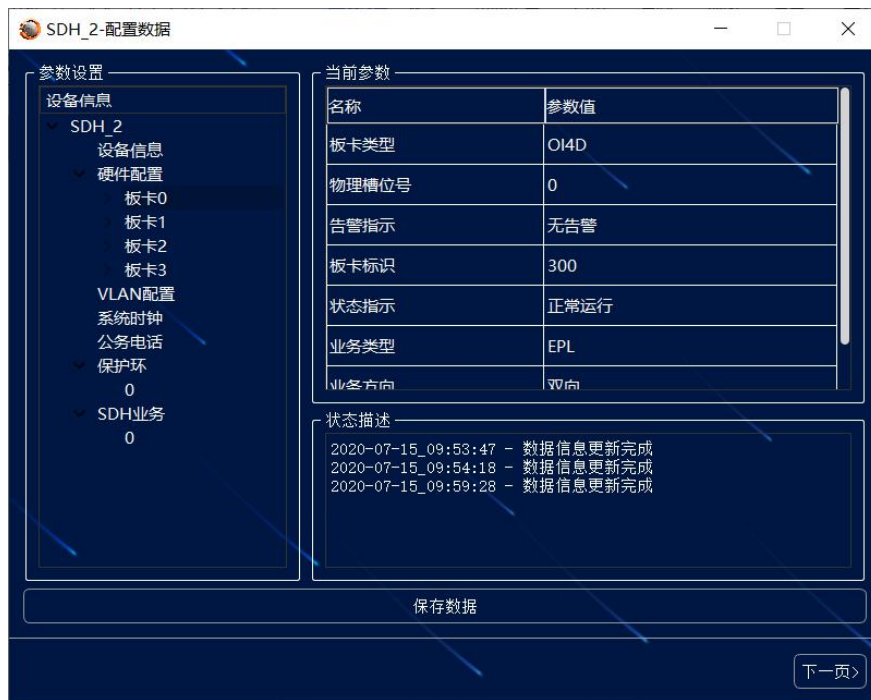 SDH_2-配置数据
参数设置
设备信息
SDH_2
设备信息
硬件配置
板卡0
板卡1
板卡2
板卡3
VLAN配置
系统时钟
公务电话
保护环
0
SDH业务
0
当前参数
名称 参数值
板卡类型 OI4D
物理槽位号 0
告警指示 无告警
板卡标识 300
状态指示 正常运行
业务类型 EPL
业务方向 双向
状态描述
2020-07-15_09:53:47 - 数据信息更新完成
2020-07-15_09:54:18 - 数据信息更新完成
2020-07-15_09:59:28 - 数据信息更新完成
保存数据
下一页>